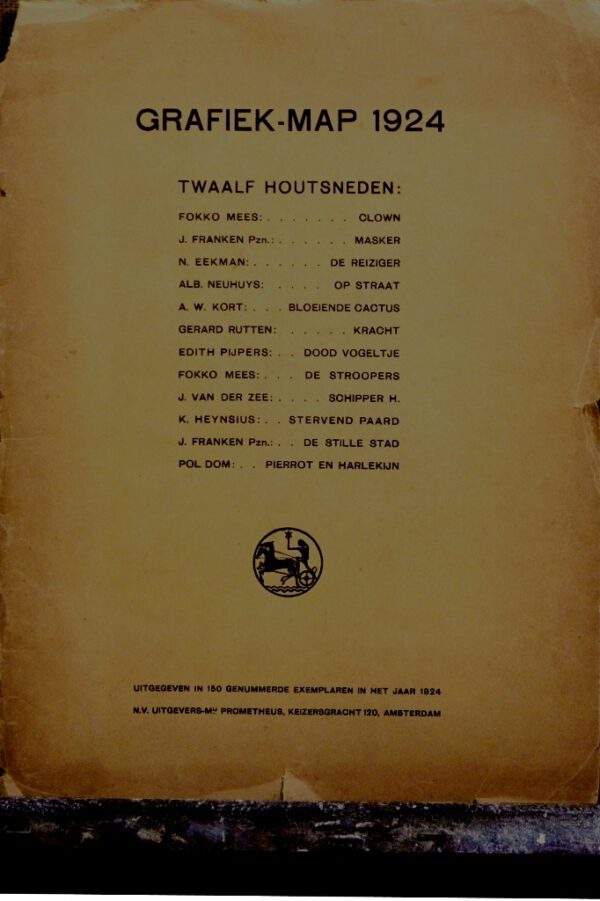 GRAFIEK-MAP 1924
TWAALF HOUTSNEDEN:
FOKKO MEES: . . . . . . . CLOWN
J. FRANKEN Pzn.: . . . . . . MASKER
N. EEKMAN: . . . . . . DE REIZIGER
ALB. NEUHUYS: . . . . OP STRAAT
A. W. KORT: . . . BLOEIENDE CACTUS
GERARD RUTTEN: . . . . . KRACHT
EDITH PIJPERS: . . DOOD VOGELTJE
FOKKO MEES: . . . DE STROOPERS
J. VAN DER ZEE: . . . . SCHIPPER H.
K. HEYNSIUS: . . STERVEND PAARD
J. FRANKEN Pzn.: . . DE STILLE STAD
POL DOM: . . PIERROT EN HARLEKIJN
UITGEGEVEN IN 150 GENUMMERDE EXEMPLAREN IN HET JAAR 1924
N.V. UITGEVERS-Mij PROMETHEUS, KEIZERSGRACHT 120, AMSTERDAM